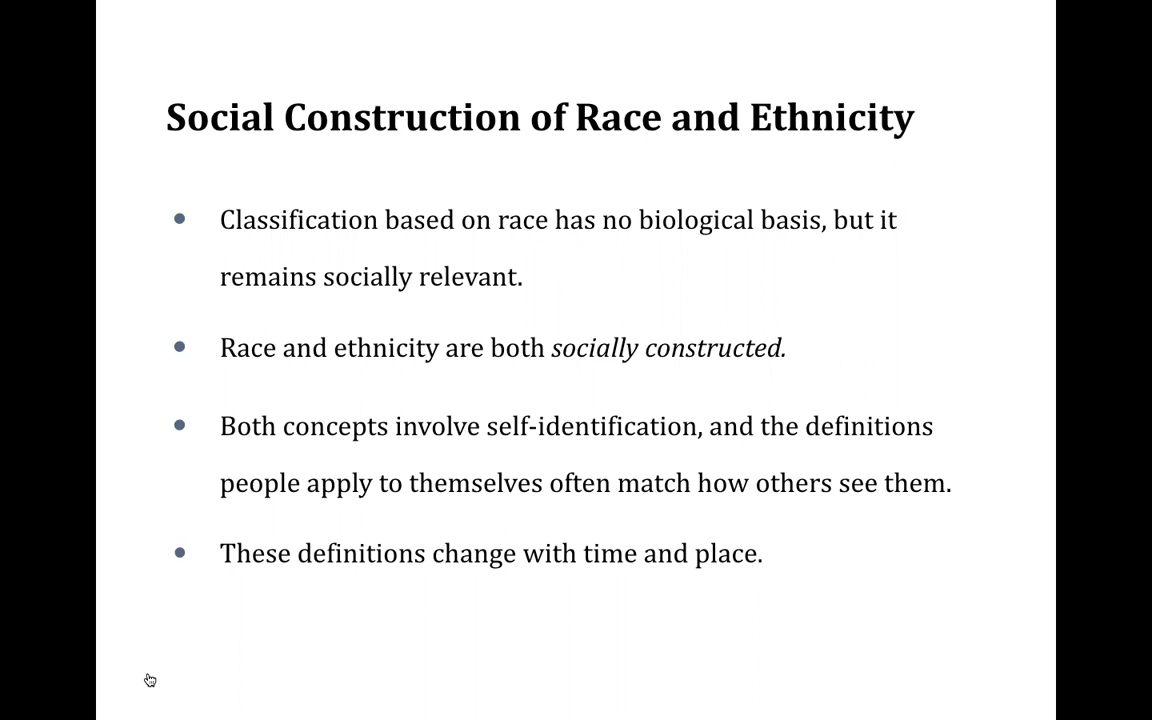 Social Construction of Race and Ethnicity
• Classification based on race has no biological basis, but it
remains socially relevant.
• Race and ethnicity are both socially constructed.
• Both concepts involve self-identification, and the definitions
people apply to themselves often match how others see them.
• These definitions change with time and place.